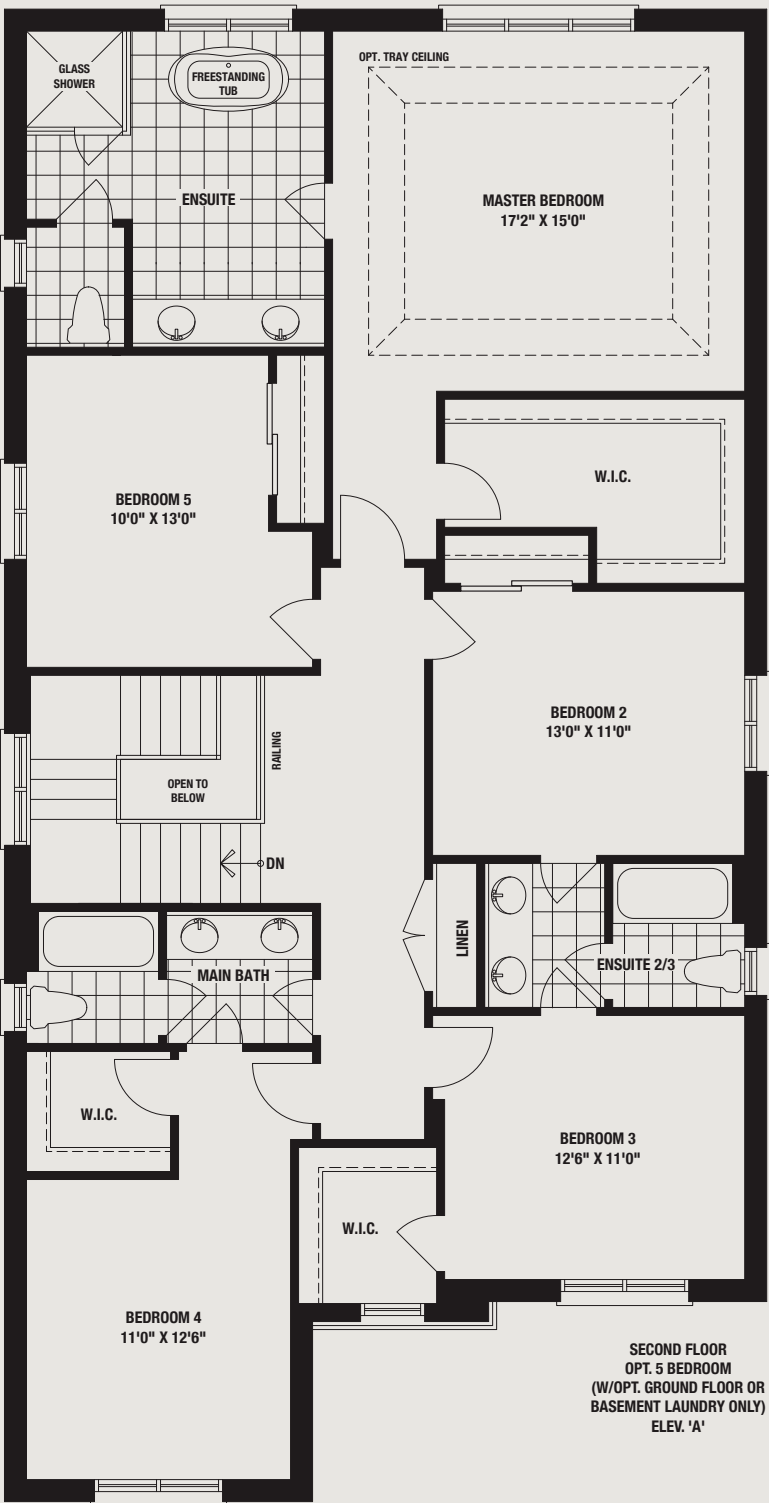 GLASS
SHOWER
FREESTANDING
TUB
OPT. TRAY CEILING
ENSUITE
MASTER BEDROOM
17'2" X 15'0"
W.I.C.
BEDROOM 5
10'0" X 13'0"
BEDROOM 2
13'0" X 11'0"
RAILING
OPEN TO
BELOW
DN
LINEN
ENSUITE 2/3
MAIN BATH
W.I.C.
BEDROOM 3
12'6" X 11'0"
W.I.C.
BEDROOM 4
11'0" X 12'6"
SECOND FLOOR
OPT. 5 BEDROOM
(W/OPT. GROUND FLOOR OR
BASEMENT LAUNDRY ONLY)
ELEV. 'A'